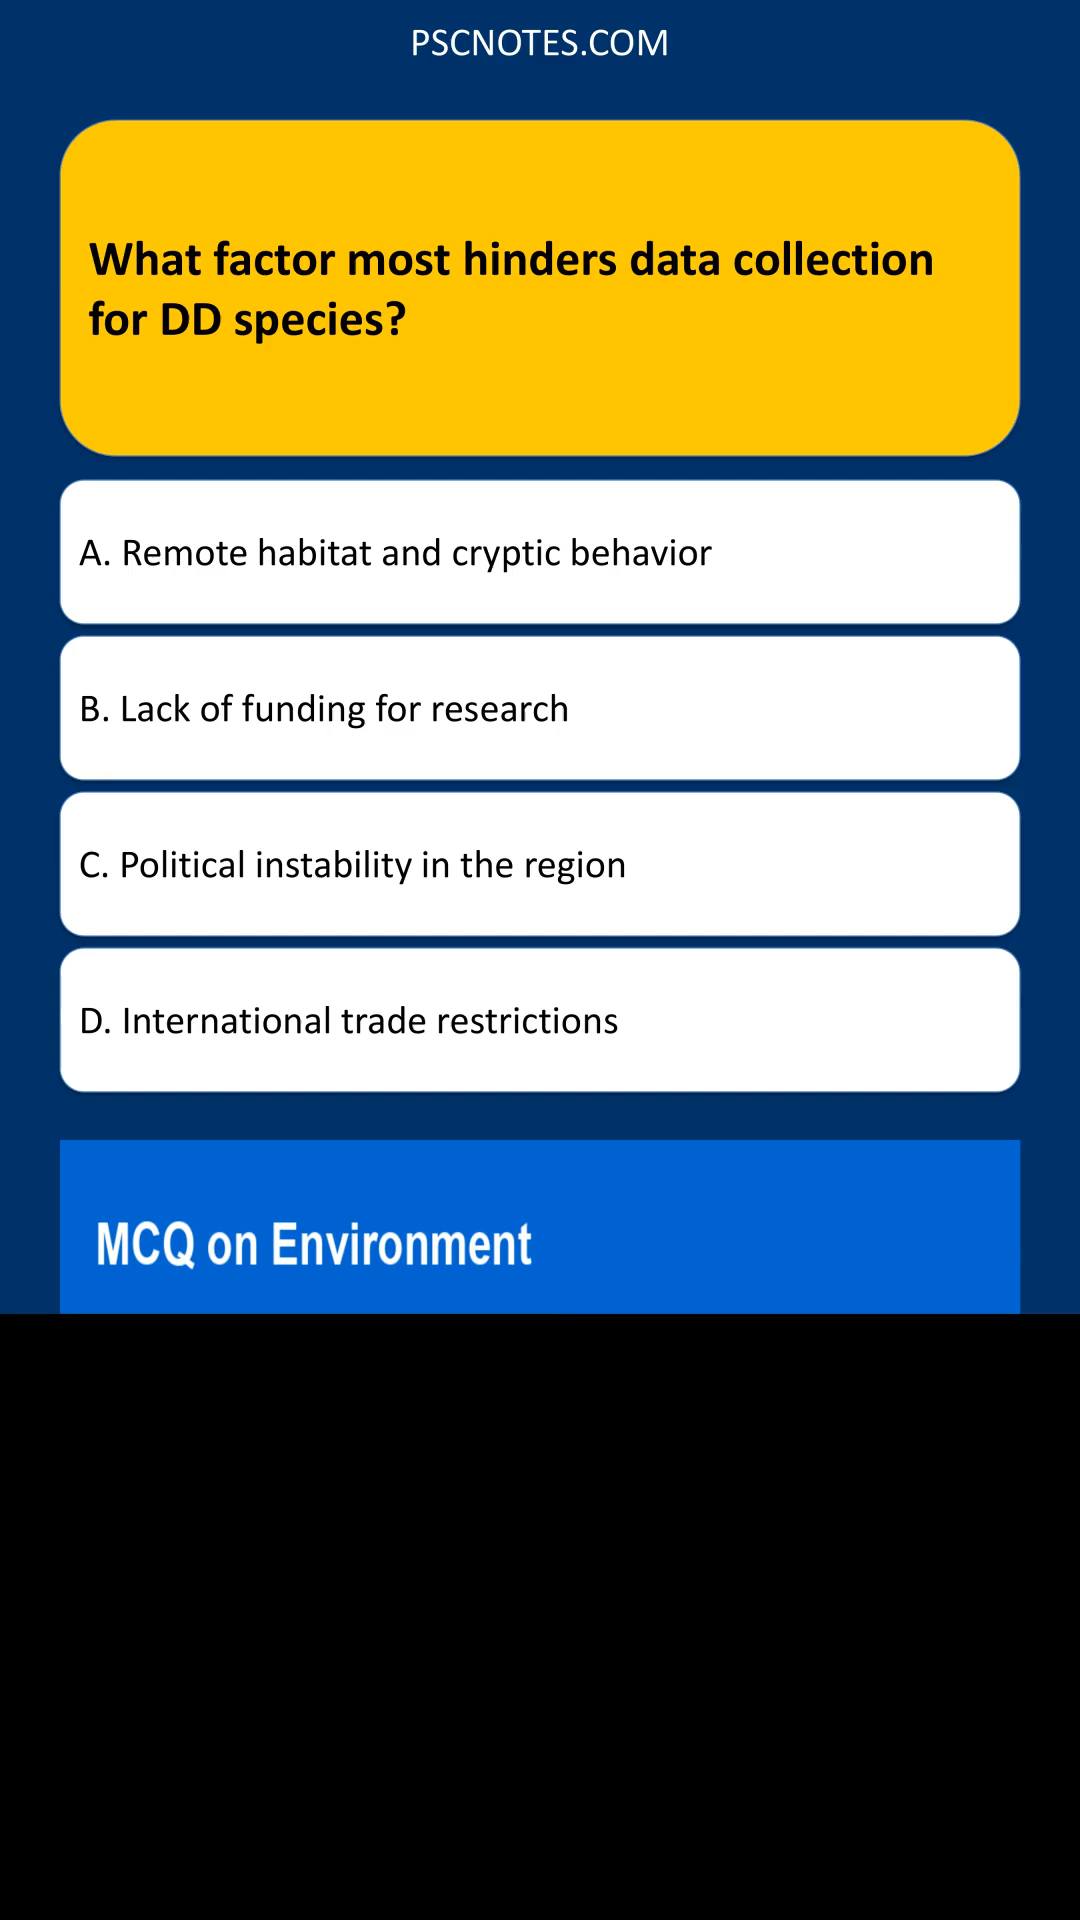 PSCNOTES.COM
What factor most hinders data collection
for DD species?
A. Remote habitat and cryptic behavior
B. Lack of funding for research
C. Political instability in the region
D. International trade restrictions
MCQ on Environment